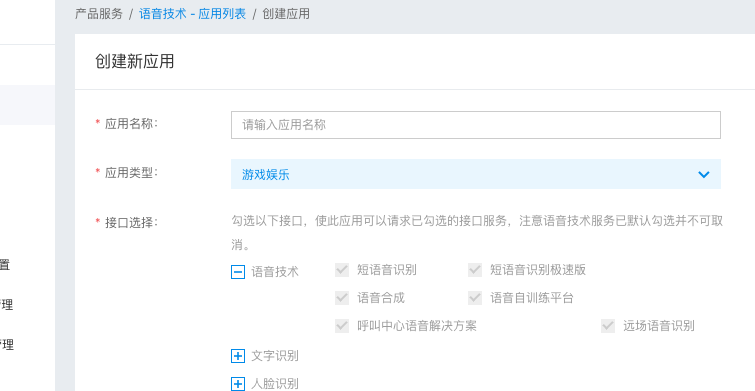 产品服务 / 语音技术 - 应用列表 / 创建应用
创建新应用
* 应用名称： 请输入应用名称
* 应用类型： 游戏娱乐
* 接口选择： 勾选以下接口，使此应用可以请求已勾选的接口服务，注意语音技术服务已默认勾选并不可取
消。
语音技术 短语音识别 短语音识别极速版
语音合成 语音自训练平台
呼叫中心语音解决方案 远场语音识别
置
管理
文字识别
管理
人脸识别